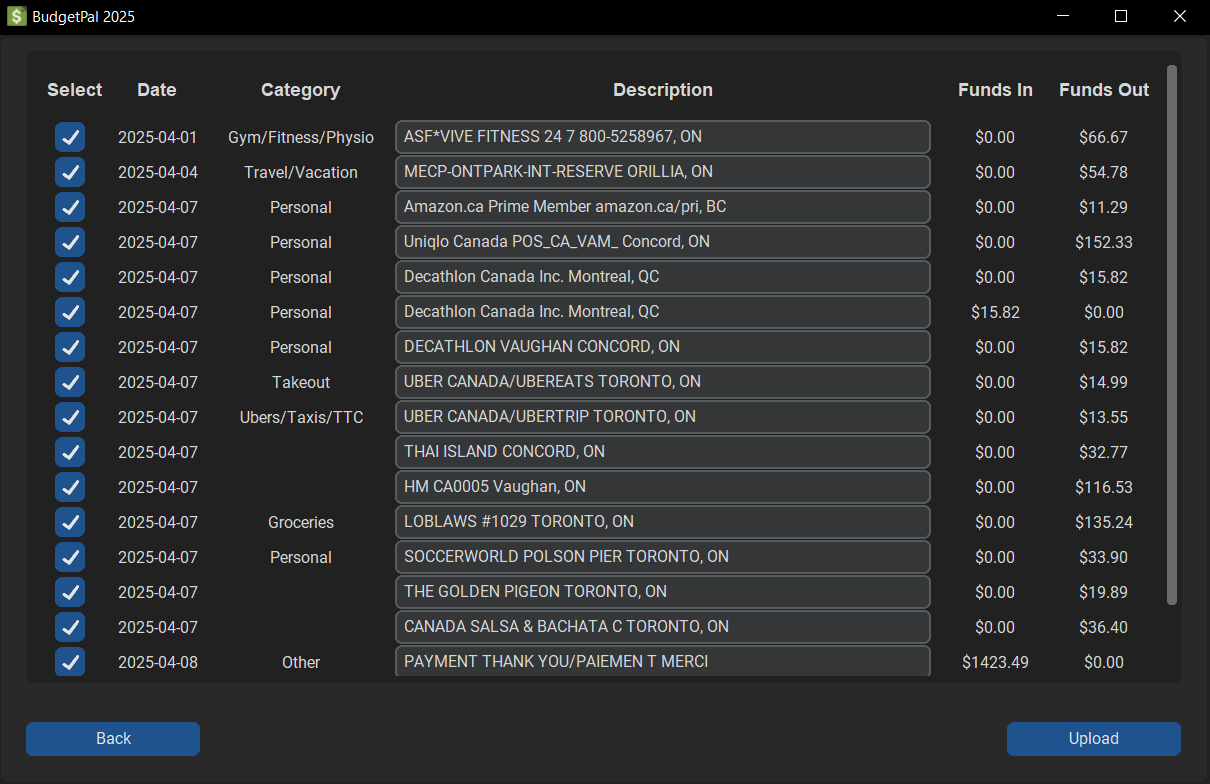 BudgetPal 2025
Select Date Category Description Funds In Funds Out
2025-04-01 Gym/Fitness/Physio ASF*VIVE FITNESS 24 7 800-5258967, ON $0.00 $66.67
2025-04-04 Travel/Vacation MECP-ONTPARK-INT-RESERVE ORILLIA, ON $0.00 $54.78
2025-04-07 Personal Amazon.ca Prime Member amazon.ca/pri, BC $0.00 $11.29
2025-04-07 Personal Uniqlo Canada POS_CA_VAM_ Concord, ON $0.00 $152.33
2025-04-07 Personal Decathlon Canada Inc. Montreal, QC $0.00 $15.82
2025-04-07 Personal Decathlon Canada Inc. Montreal, QC $15.82 $0.00
2025-04-07 Personal DECATHLON VAUGHAN CONCORD, ON $0.00 $15.82
2025-04-07 Takeout UBER CANADA/UBEREATS TORONTO, ON $0.00 $14.99
2025-04-07 Ubers/Taxis/TTC UBER CANADA/UBERTRIP TORONTO, ON $0.00 $13.55
2025-04-07 THAI ISLAND CONCORD, ON $0.00 $32.77
2025-04-07 HM CA0005 Vaughan, ON $0.00 $116.53
2025-04-07 Groceries LOBLAWS #1029 TORONTO, ON $0.00 $135.24
2025-04-07 Personal SOCCERWORLD POLSON PIER TORONTO, ON $0.00 $33.90
2025-04-07 THE GOLDEN PIGEON TORONTO, ON $0.00 $19.89
2025-04-07 CANADA SALSA & BACHATA C TORONTO, ON $0.00 $36.40
2025-04-08 Other PAYMENT THANK YOU/PAIEMEN T MERCI $1423.49 $0.00
Back Upload